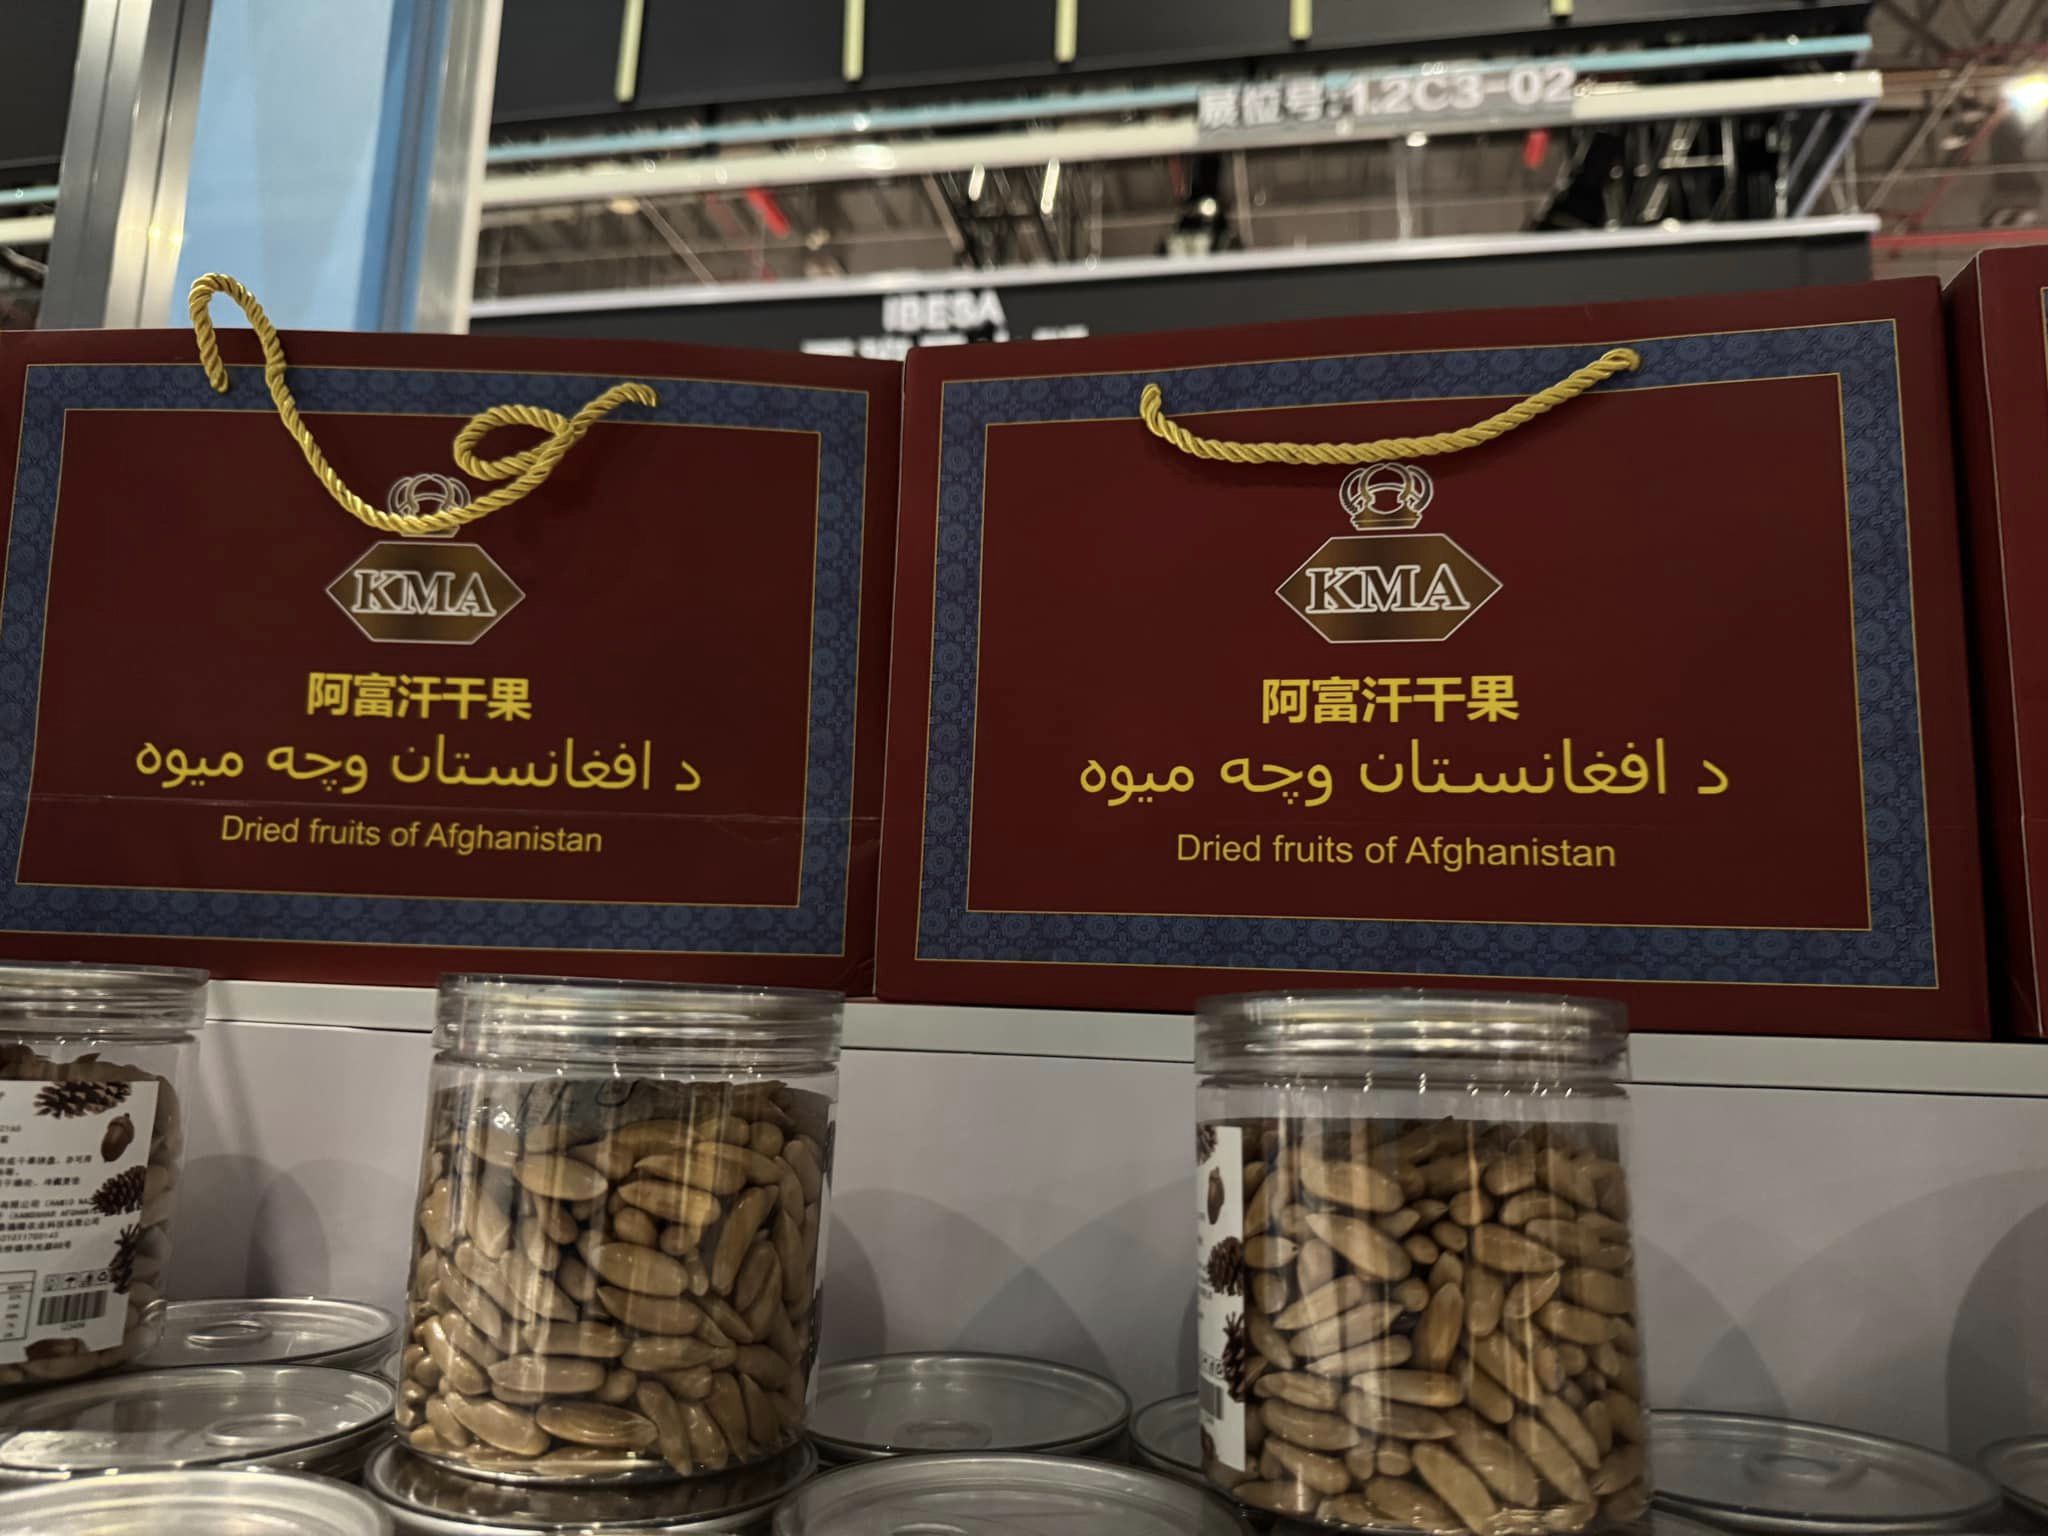 展位号:1.2C3-02
IBESA
KMA
阿富汗干果
د افغانستان وچه میوه
Dried fruits of Afghanistan
KMA
阿富汗干果
د افغانستان وچه میوه
Dried fruits of Afghanistan